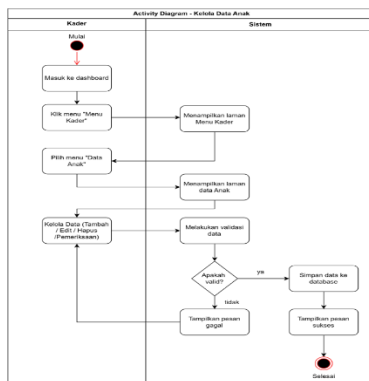 Activity Diagram - Kelola Data Anak
Kader
Sistem
Mulai
Masuk ke dashboard
Klik menu "Menu
Kader"
Menampilkan laman
Menu Kader
Pilih menu "Data
Anak"
Menampilkan laman
data Anak
Kelola Data (Tambah
/ Edit / Hapus
/Pemeriksaan)
Melakukan validasi
data
Apakah
valid?
ya
Simpan data ke
database
tidak
Tampilkan pesan
gagal
Tampilkan pesan
sukses
Selesai